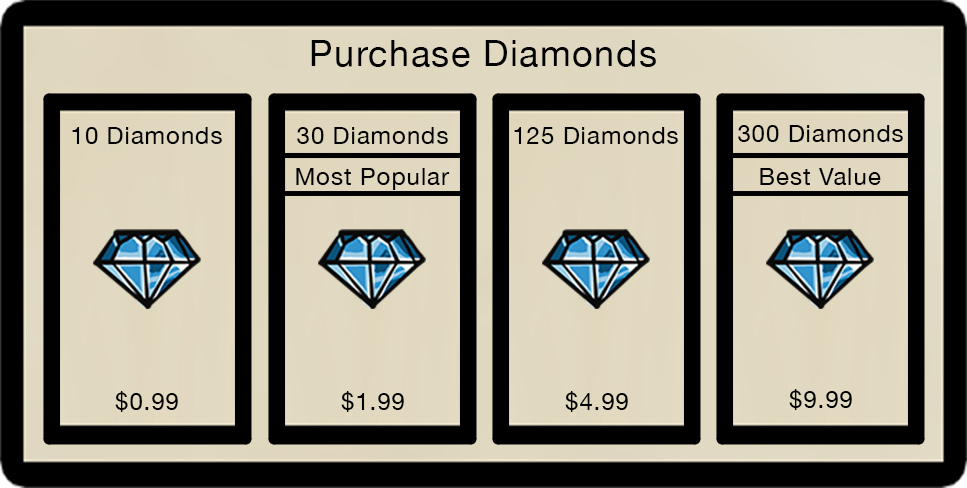 Purchase Diamonds
10 Diamonds
$0.99
30 Diamonds
Most Popular
$1.99
125 Diamonds
$4.99
300 Diamonds
Best Value
$9.99